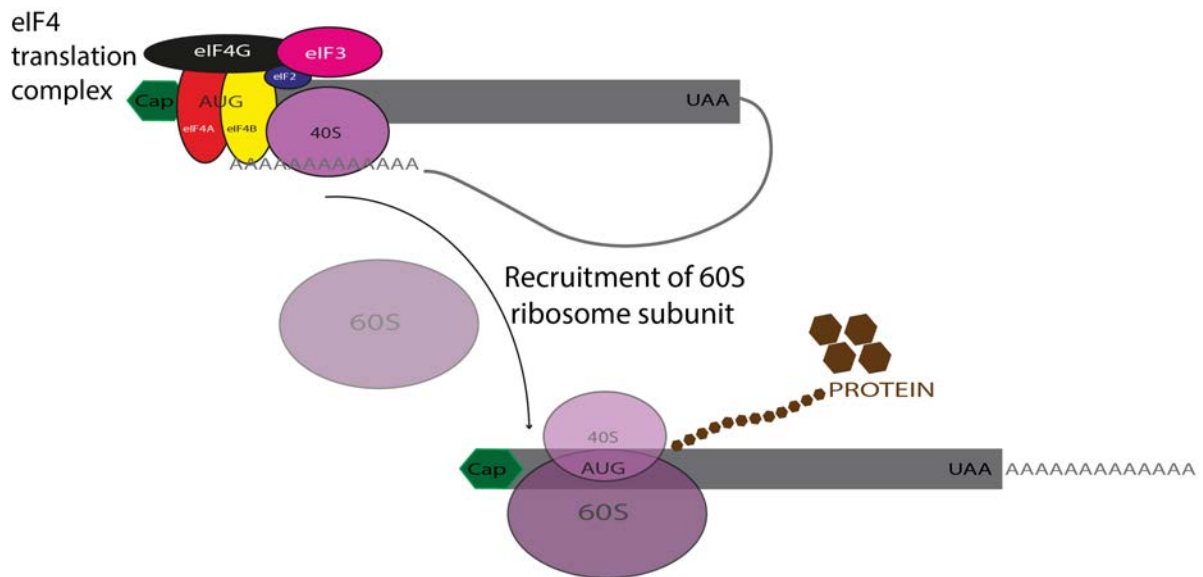 eIF4
translation
complex
eIF4G
eIF3
eIF2
Cap
AUG
UAA
eIF4A
eIF4B
40S
AAAAAAAAAAAAA
Recruitment of 60S
ribosome subunit
60S
PROTEIN
40S
Cap
AUG
UAA
AAAAAAAAAAAAA
60S